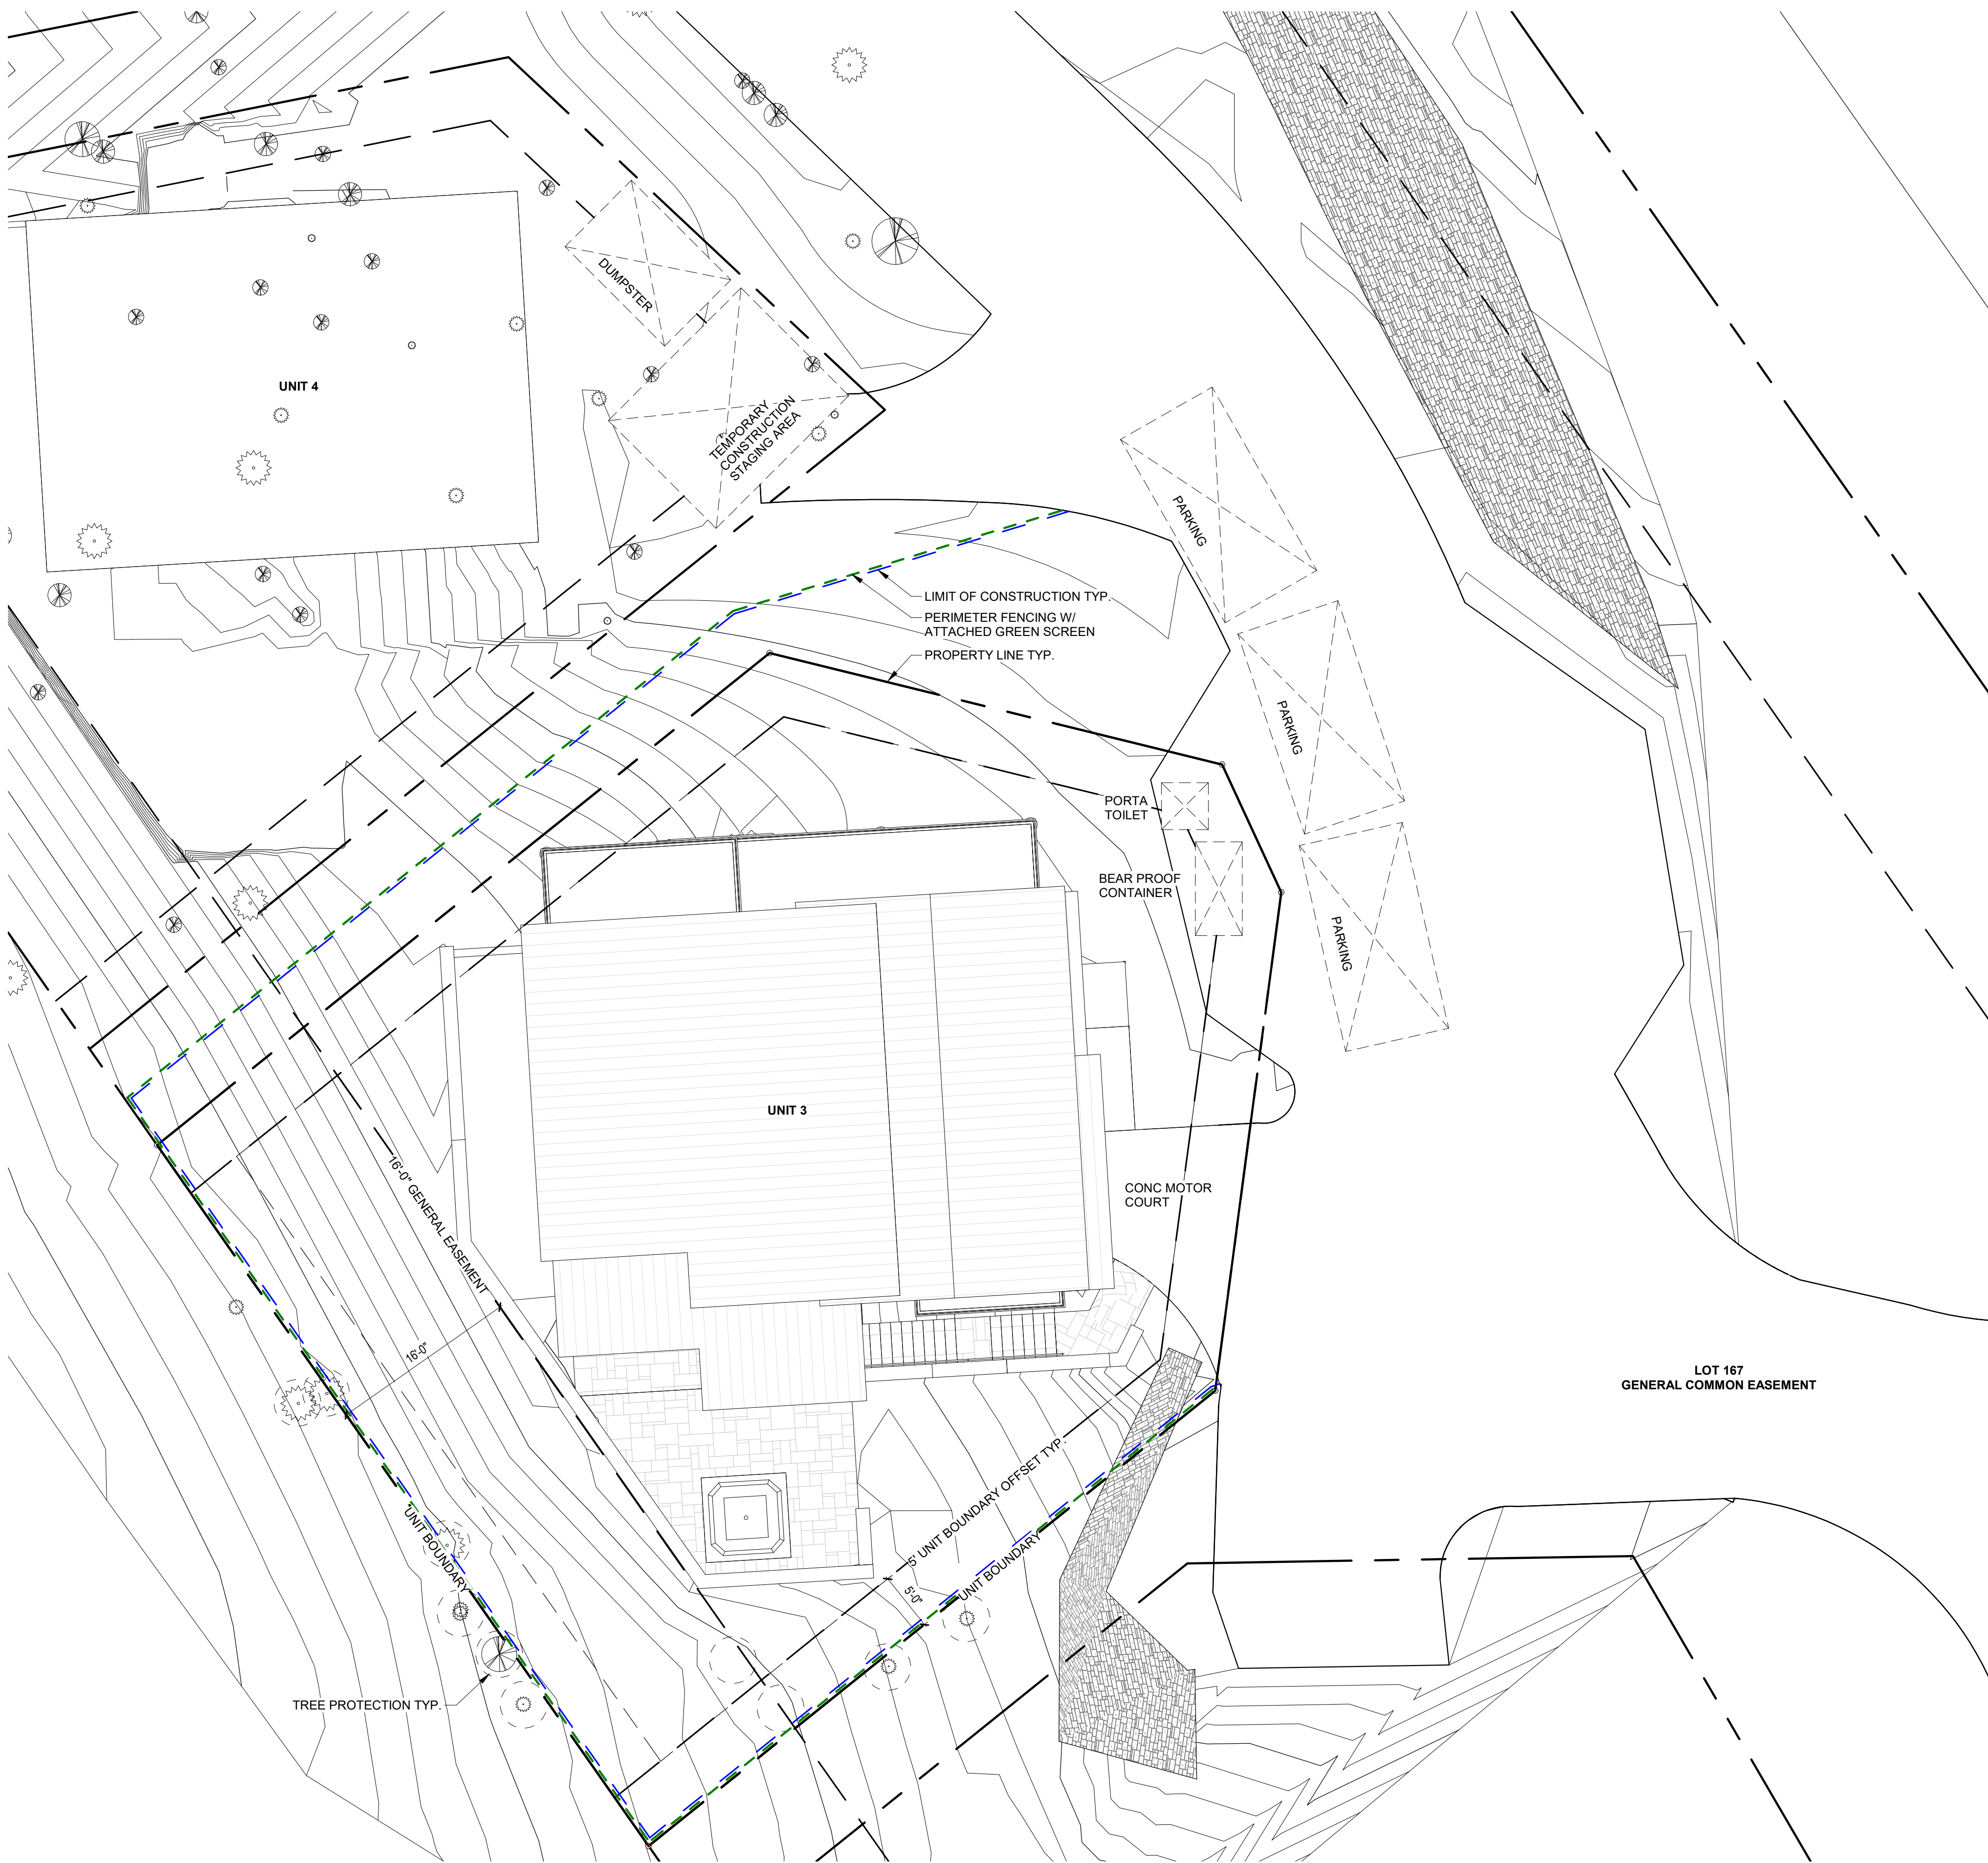 DUMPSTER
UNIT 4
TEMPORARY
CONSTRUCTION
STAGING AREA
PARKING
LIMIT OF CONSTRUCTION TYP.
PERIMETER FENCING W/
ATTACHED GREEN SCREEN
PROPERTY LINE TYP.
PARKING
PORTA
TOILET
BEAR PROOF
CONTAINER
PARKING
UNIT 3
16'-0" GENERAL EASEMENT
CONC MOTOR
COURT
16'-0"
LOT 167
GENERAL COMMON EASEMENT
5' UNIT BOUNDARY OFFSET TYP.
UNIT BOUNDARY
UNIT BOUNDARY
5'-0"
TREE PROTECTION TYP.